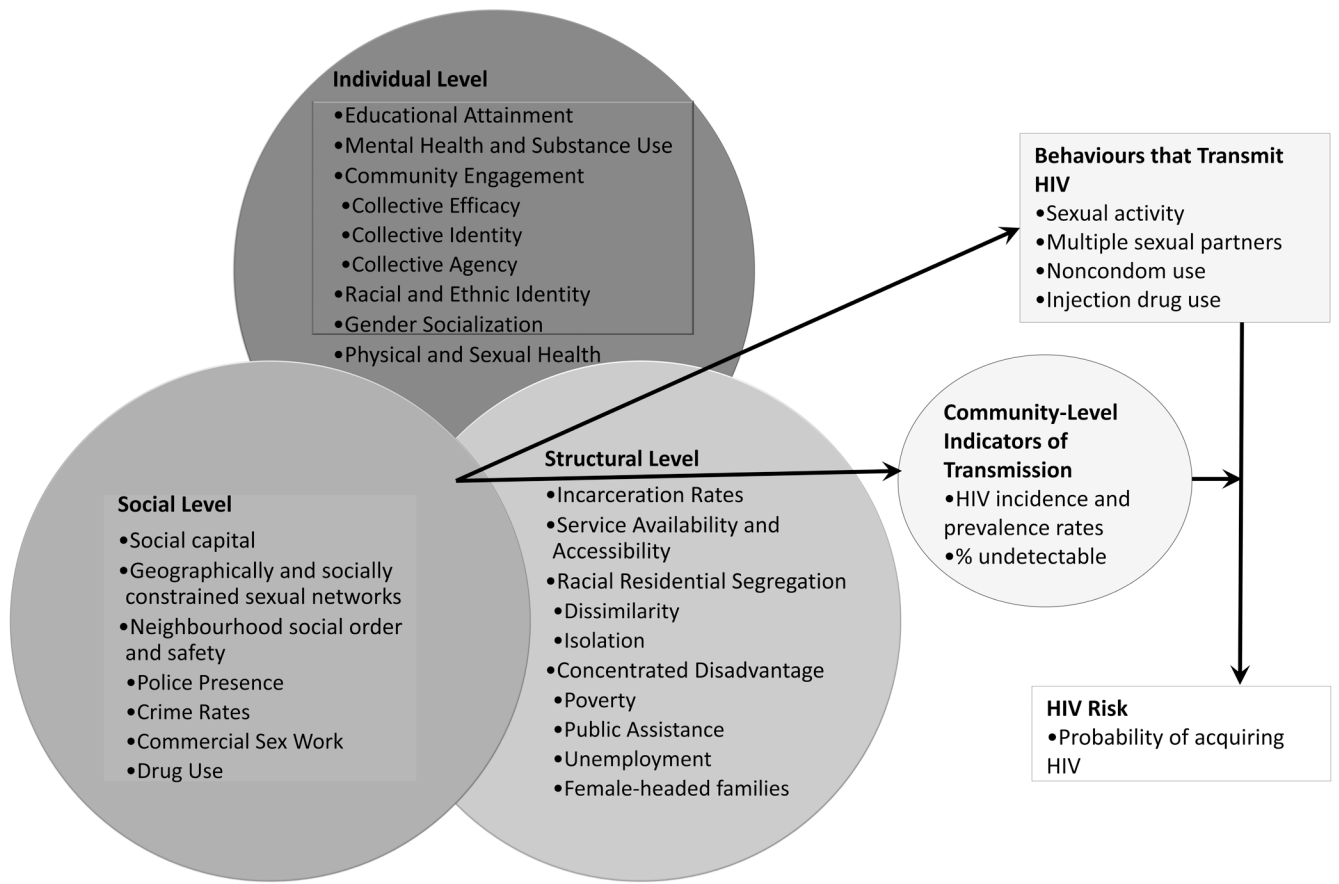 Individual Level
•Educational Attainment
•Mental Health and Substance Use
•Community Engagement
•Collective Efficacy
•Collective Identity
•Collective Agency
•Racial and Ethnic Identity
•Gender Socialization
•Physical and Sexual Health
Social Level
•Social capital
•Geographically and socially
constrained sexual networks
•Neighbourhood social order
and safety
•Police Presence
•Crime Rates
•Commercial Sex Work
•Drug Use
Structural Level
•Incarceration Rates
•Service Availability and
Accessibility
•Racial Residential Segregation
•Dissimilarity
•Isolation
•Concentrated Disadvantage
•Poverty
•Public Assistance
•Unemployment
•Female-headed families
Behaviours that Transmit
HIV
•Sexual activity
•Multiple sexual partners
•Noncondom use
•Injection drug use
Community-Level
Indicators of
Transmission
•HIV incidence and
prevalence rates
•% undetectable
HIV Risk
•Probability of acquiring
HIV